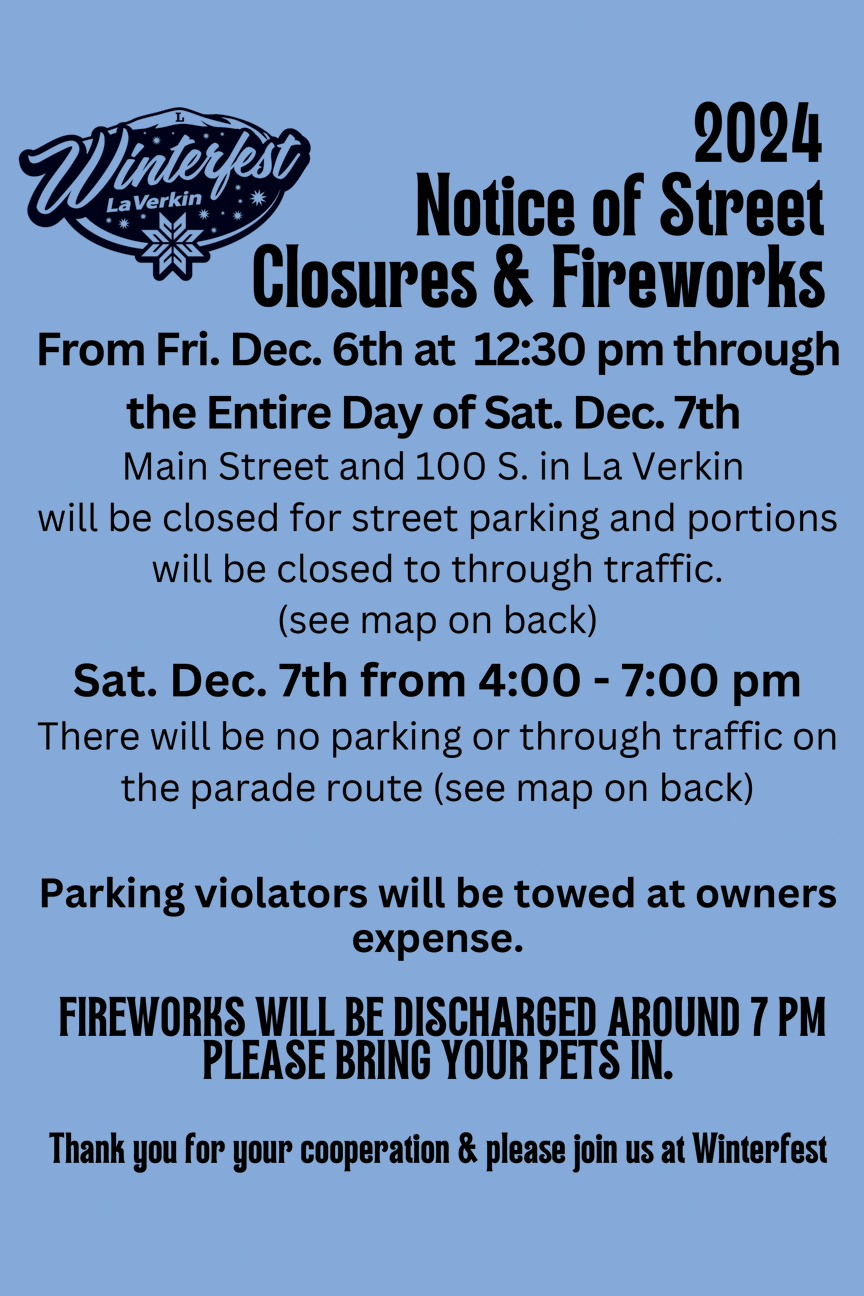 L
Winterfest
La Verkin
2024
Notice of Street
Closures & Fireworks
From Fri. Dec. 6th at 12:30 pm through
the Entire Day of Sat. Dec. 7th
Main Street and 100 S. in La Verkin
will be closed for street parking and portions
will be closed to through traffic.
(see map on back)
Sat. Dec. 7th from 4:00 - 7:00 pm
There will be no parking or through traffic on
the parade route (see map on back)
Parking violators will be towed at owners
expense.
FIREWORKS WILL BE DISCHARGED AROUND 7 PM
PLEASE BRING YOUR PETS IN.
Thank you for your cooperation & please join us at Winterfest